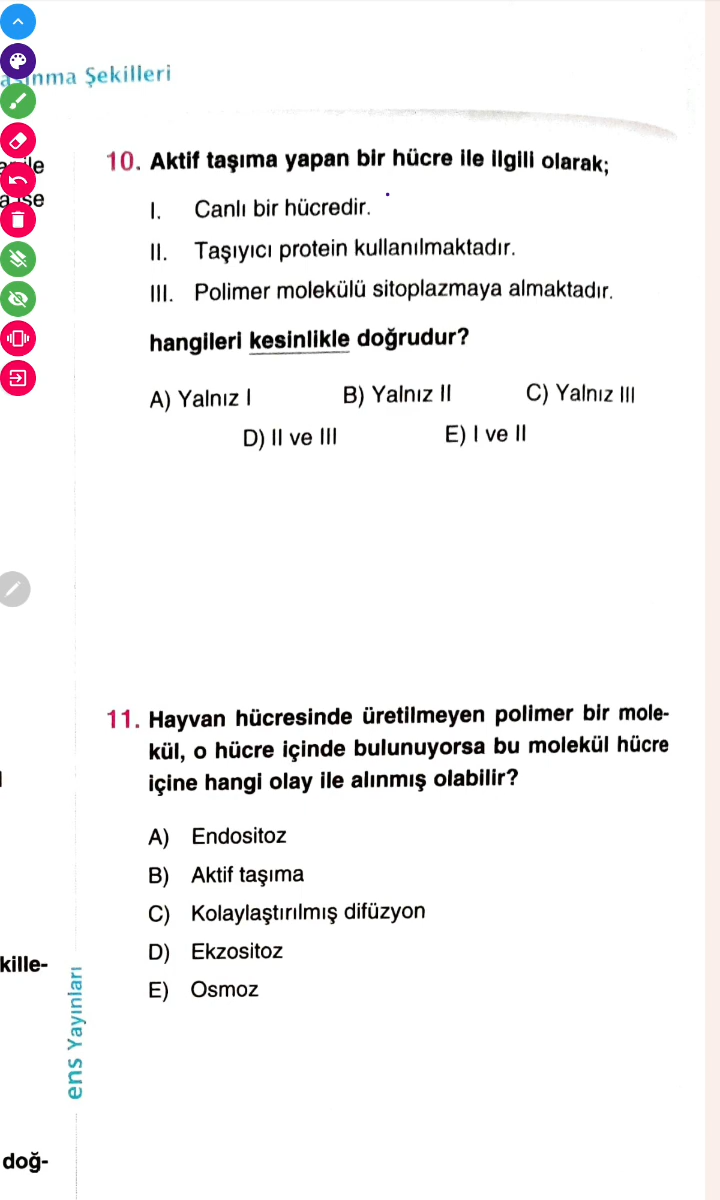 aşınma Şekilleri
10. Aktif taşıma yapan bir hücre ile ilgili olarak;
I. Canlı bir hücredir.
II. Taşıyıcı protein kullanılmaktadır.
III. Polimer molekülü sitoplazmaya almaktadır.
hangileri kesinlikle doğrudur?
A) Yalnız I B) Yalnız II C) Yalnız III
D) II ve III E) I ve II
11. Hayvan hücresinde üretilmeyen polimer bir mole-
kül, o hücre içinde bulunuyorsa bu molekül hücre
içine hangi olay ile alınmış olabilir?
A) Endositoz
B) Aktif taşıma
C) Kolaylaştırılmış difüzyon
D) Ekzositoz
E) Osmoz
kille-
ens Yayınları
doğ-